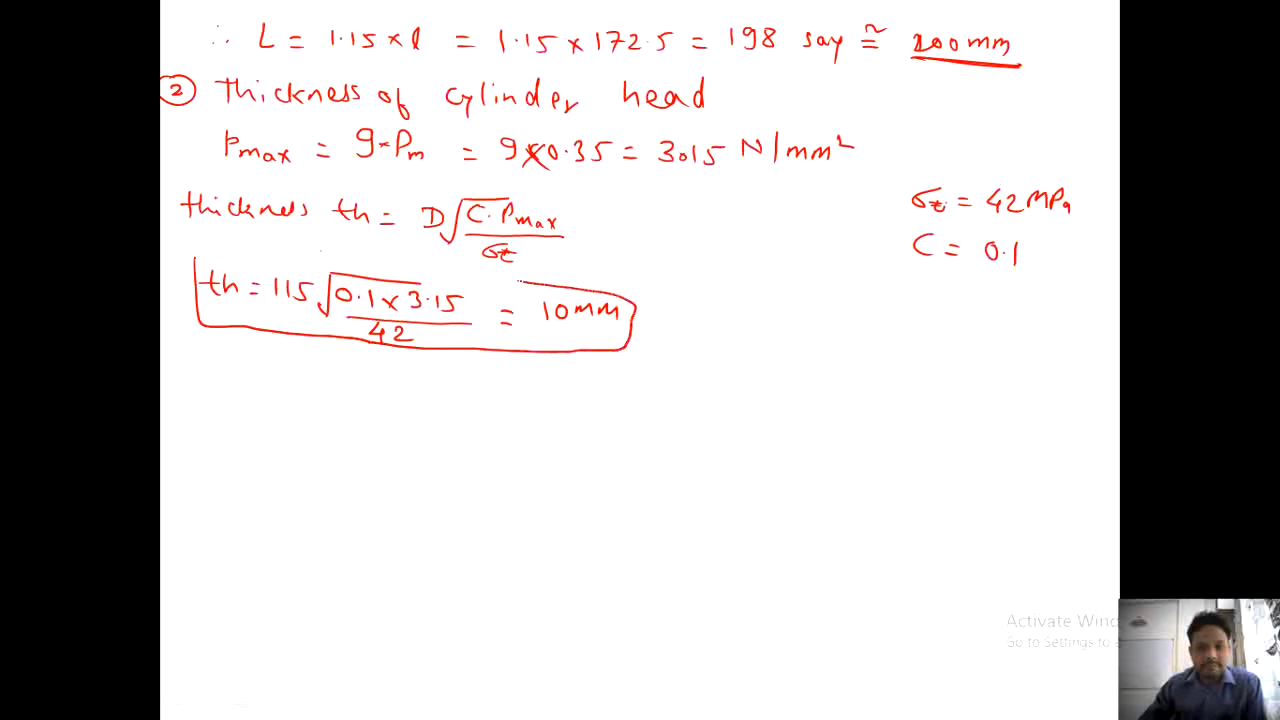 ∴ L = 1.15 × l = 1.15 × 172.5 = 198 say ≅ 200mm
② Thickness of cylinder head
Pmax = 9 × Pm = 9 × 0.35 = 3.15 N/mm²
thickness th = D √(C. Pmax / σt)
σt = 42 MPa
C = 0.1
th = 115 √(0.1 × 3.15 / 42) = 10mm
Activate Wind
Go to Settings to